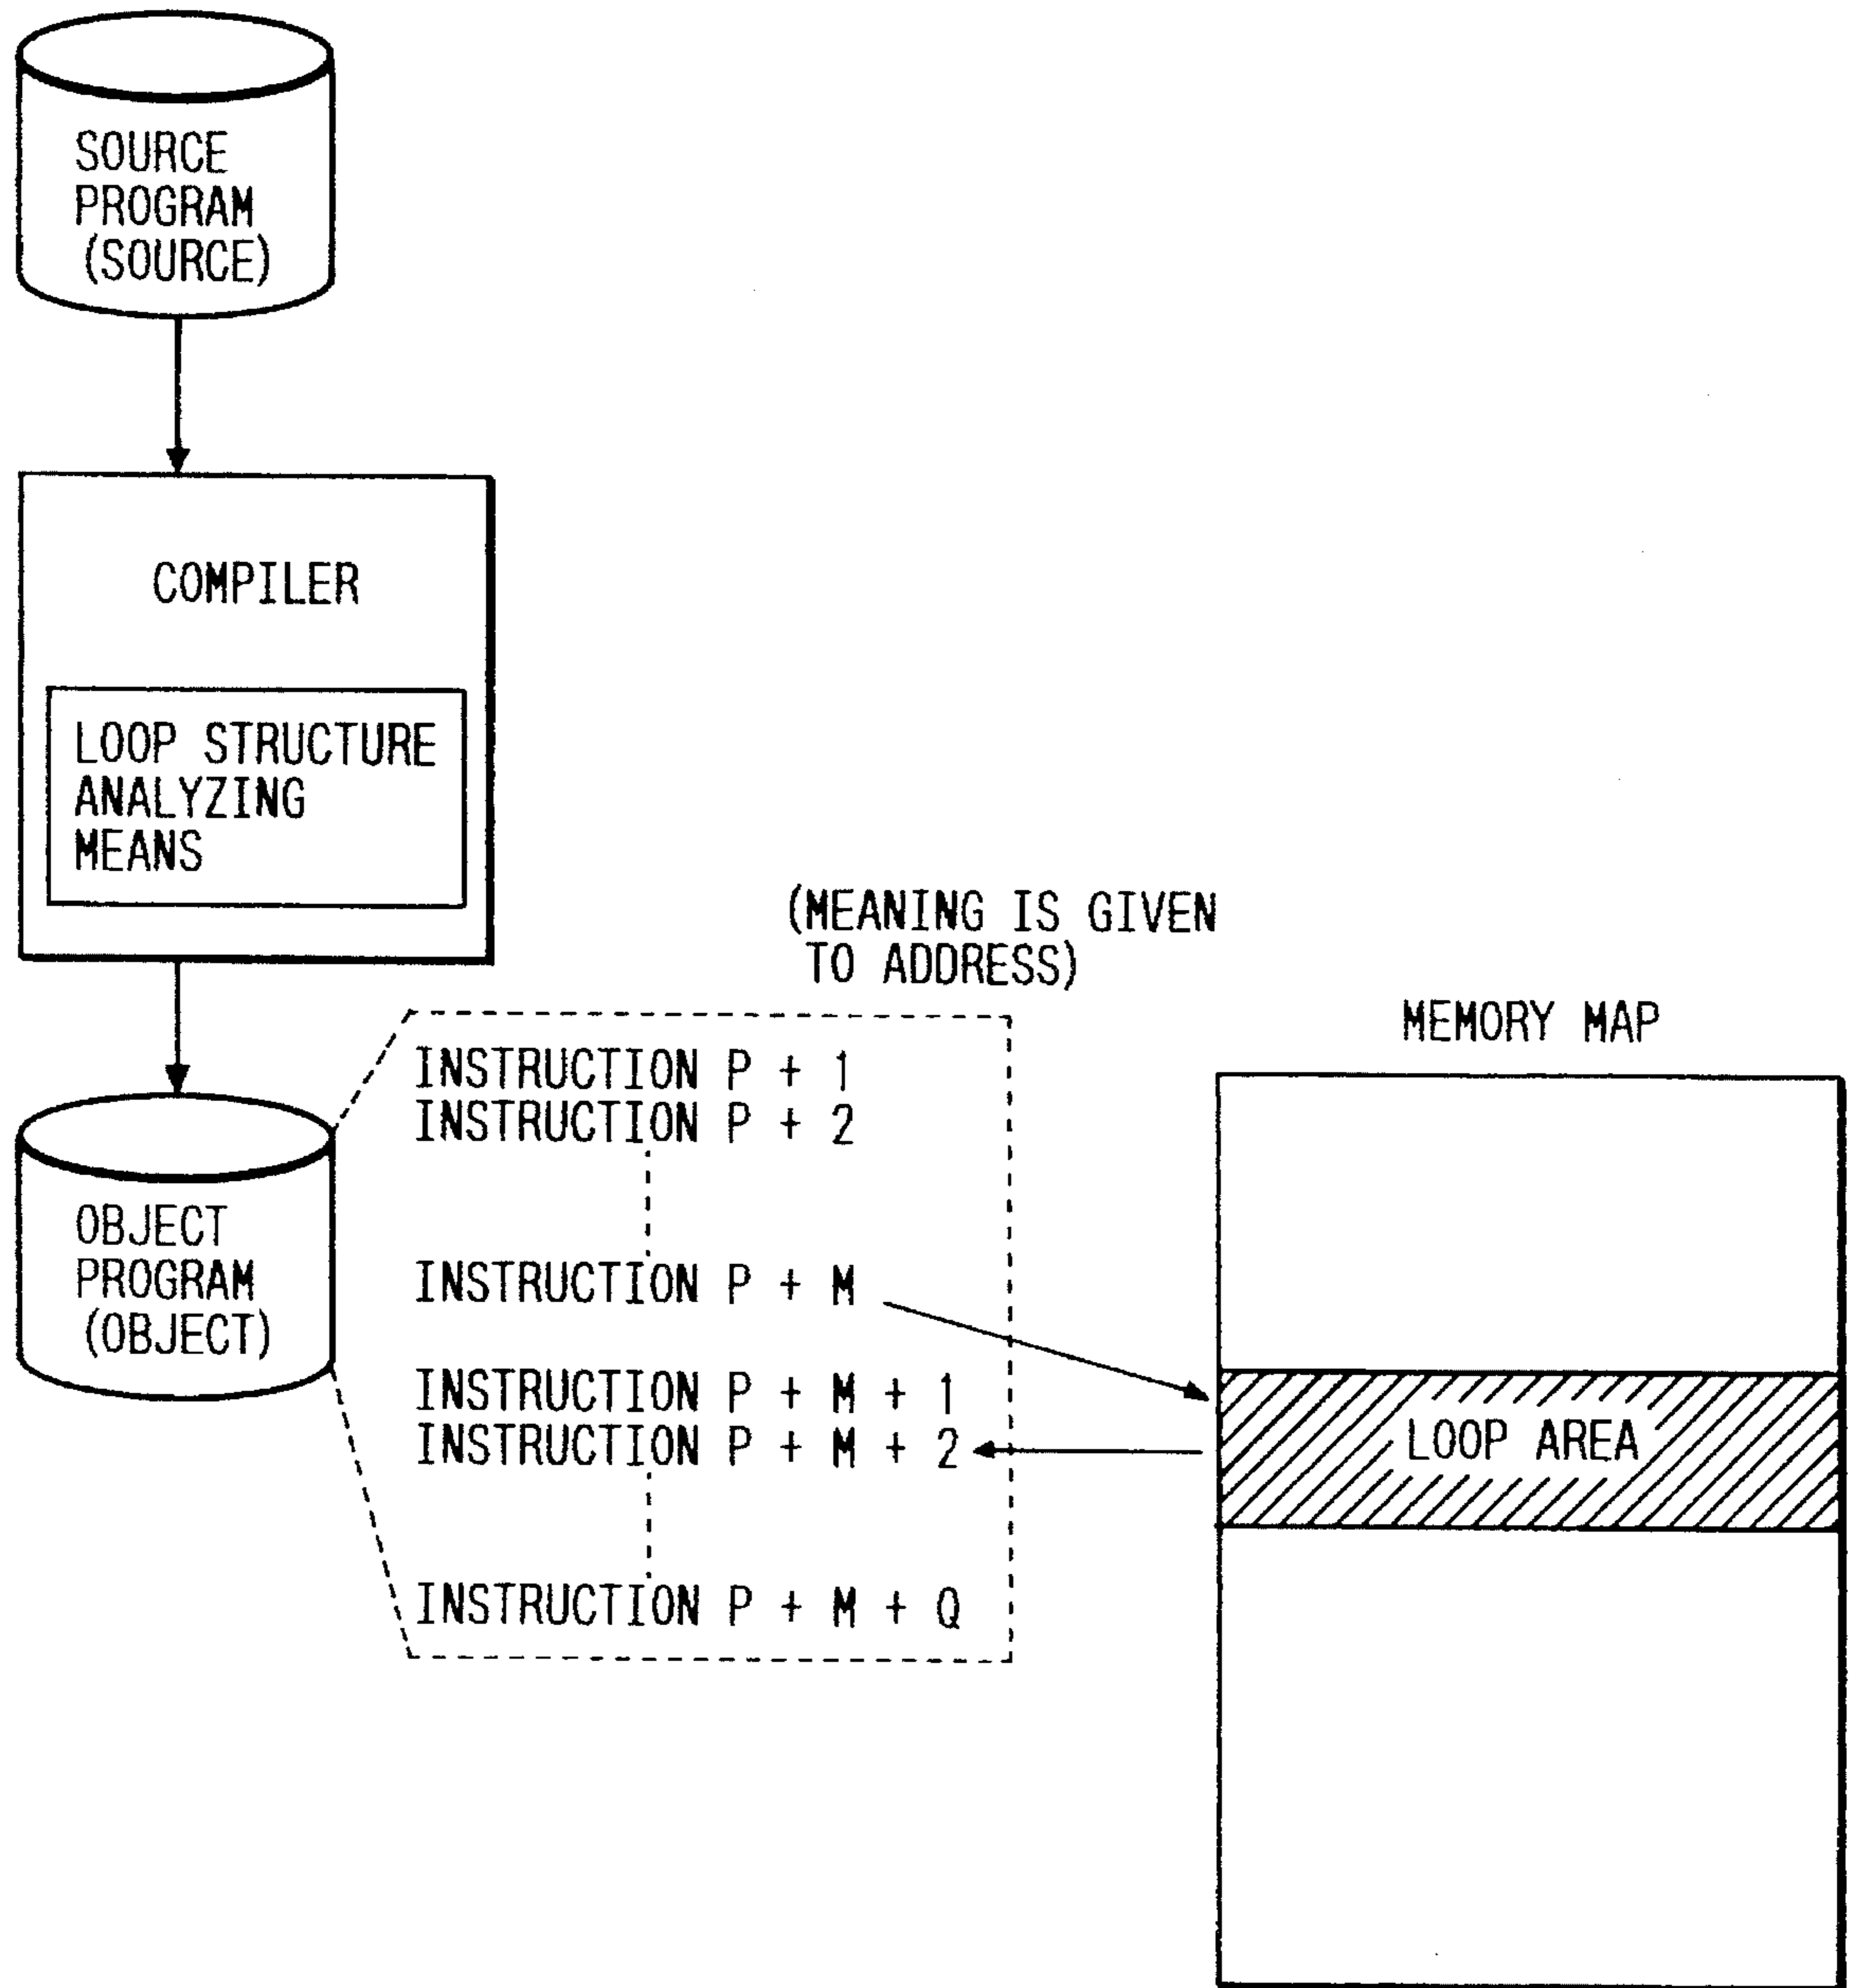 SOURCE
PROGRAM
(SOURCE)
COMPILER
LOOP STRUCTURE
ANALYZING
MEANS
(MEANING IS GIVEN
TO ADDRESS)
MEMORY MAP
INSTRUCTION P + 1
INSTRUCTION P + 2
OBJECT
PROGRAM
(OBJECT)
INSTRUCTION P + M
INSTRUCTION P + M + 1
INSTRUCTION P + M + 2
LOOP AREA
INSTRUCTION P + M + Q